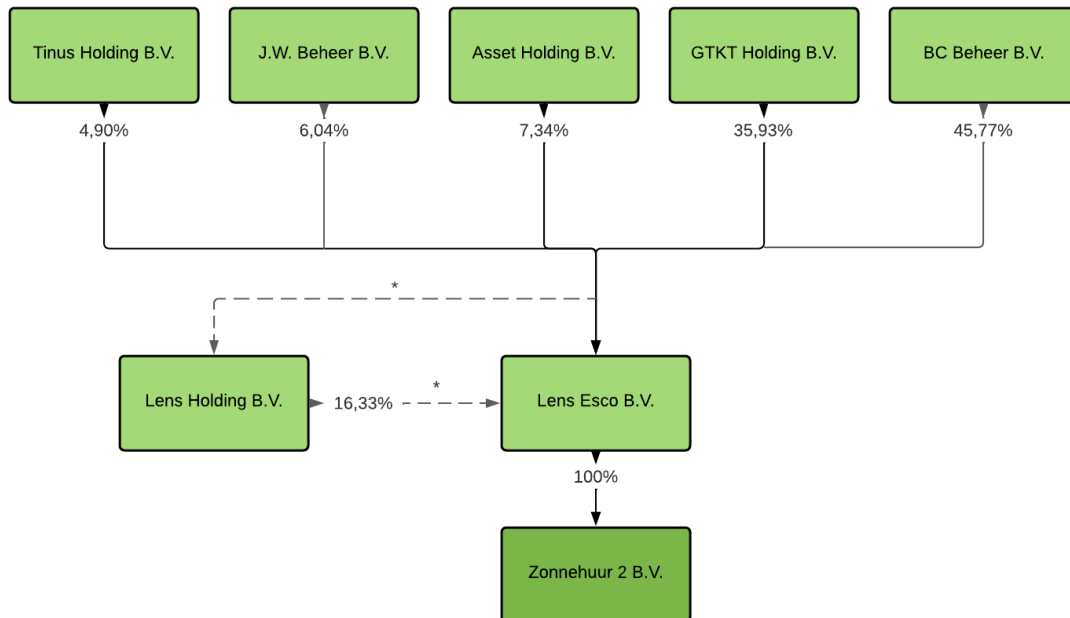 Tinus Holding B.V.
J.W. Beheer B.V.
Asset Holding B.V.
GTKT Holding B.V.
BC Beheer B.V.
4,90%
6,04%
7,34%
35,93%
45,77%
*
Lens Holding B.V.
16,33%
*
Lens Esco B.V.
100%
Zonnehuur 2 B.V.